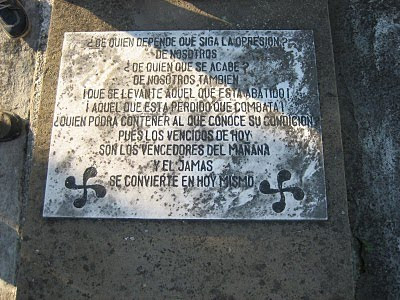 ¿DE QUIEN DEPENDE QUE SIGA LA OPRESION?
DE NOSOTROS
¿DE QUIEN QUE SE ACABE?
DE NOSOTROS TAMBIEN
¡QUE SE LEVANTE AQUEL QUE ESTA ABATIDO!
¡AQUEL QUE ESTA PERDIDO QUE COMBATA!
¿QUIEN PODRA CONTENER AL QUE CONOCE SU CONDICION?
PUES LOS VENCIDOS DE HOY
SON LOS VENCEDORES DEL MAÑANA
Y EL JAMAS
SE CONVIERTE EN HOY MISMO